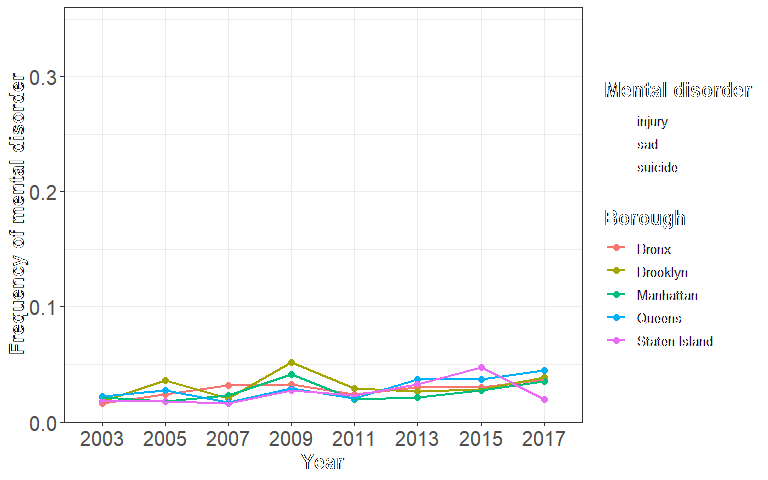 Frequency of mental disorder
0.3
0.2
0.1
0.0
2003 2005 2007 2009 2011 2013 2015 2017
Year
Mental disorder
injury
sad
suicide
Borough
Bronx
Brooklyn
Manhattan
Queens
Staten Island